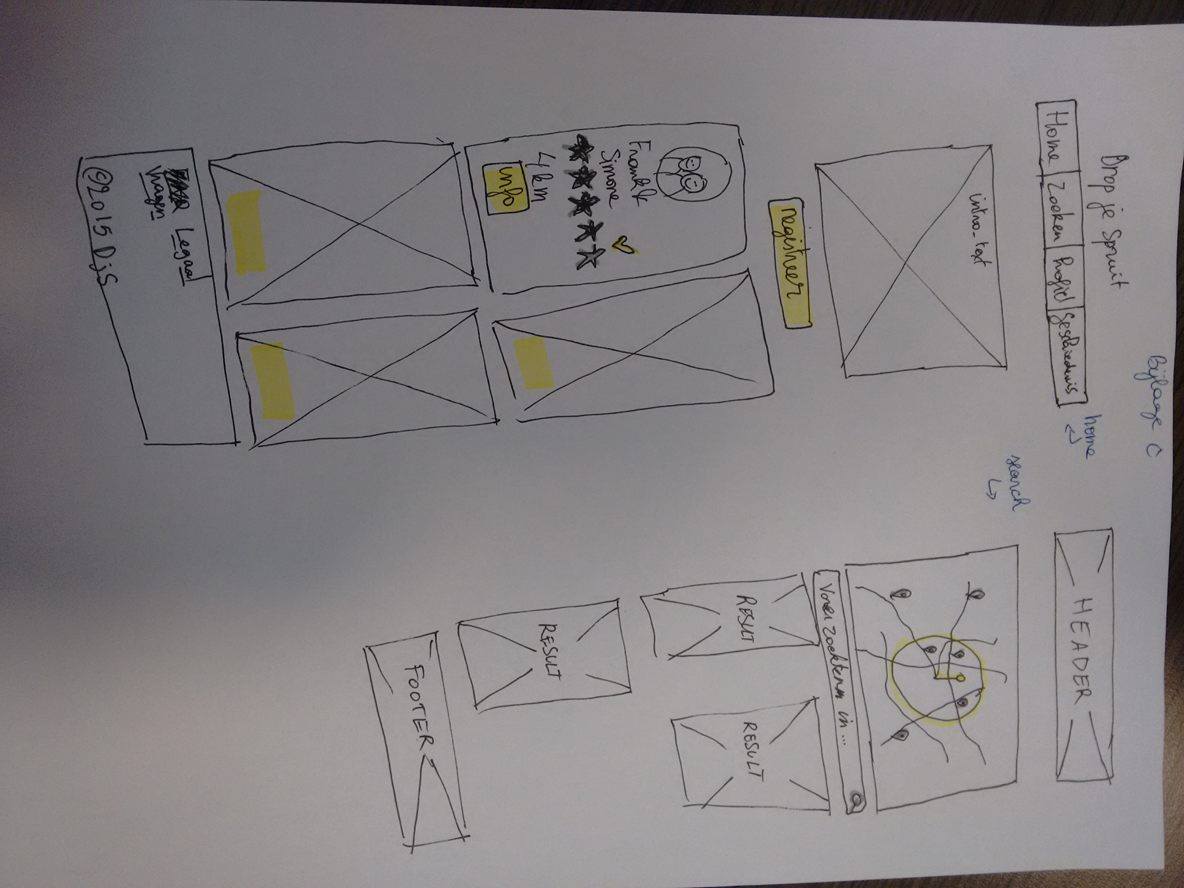 Bijlage C
home
Drop je spruit
Home Zoeken Profiel geschiedenis
intro-text
registreer
Frank &
Simone
4 km
info
vragen Legaal
©2015 DjS
search
HEADER
Voer zoekterm in...
RESULT
RESULT
RESULT
FOOTER